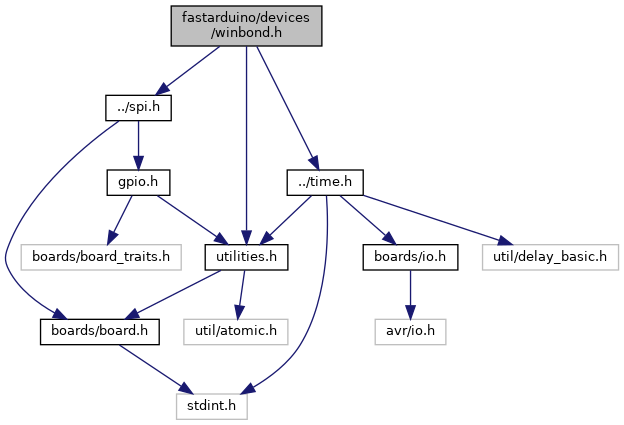 fastarduino/devices
/winbond.h
../spi.h
gpio.h
../time.h
boards/board_traits.h
utilities.h
boards/io.h
util/delay_basic.h
boards/board.h
util/atomic.h
avr/io.h
stdint.h